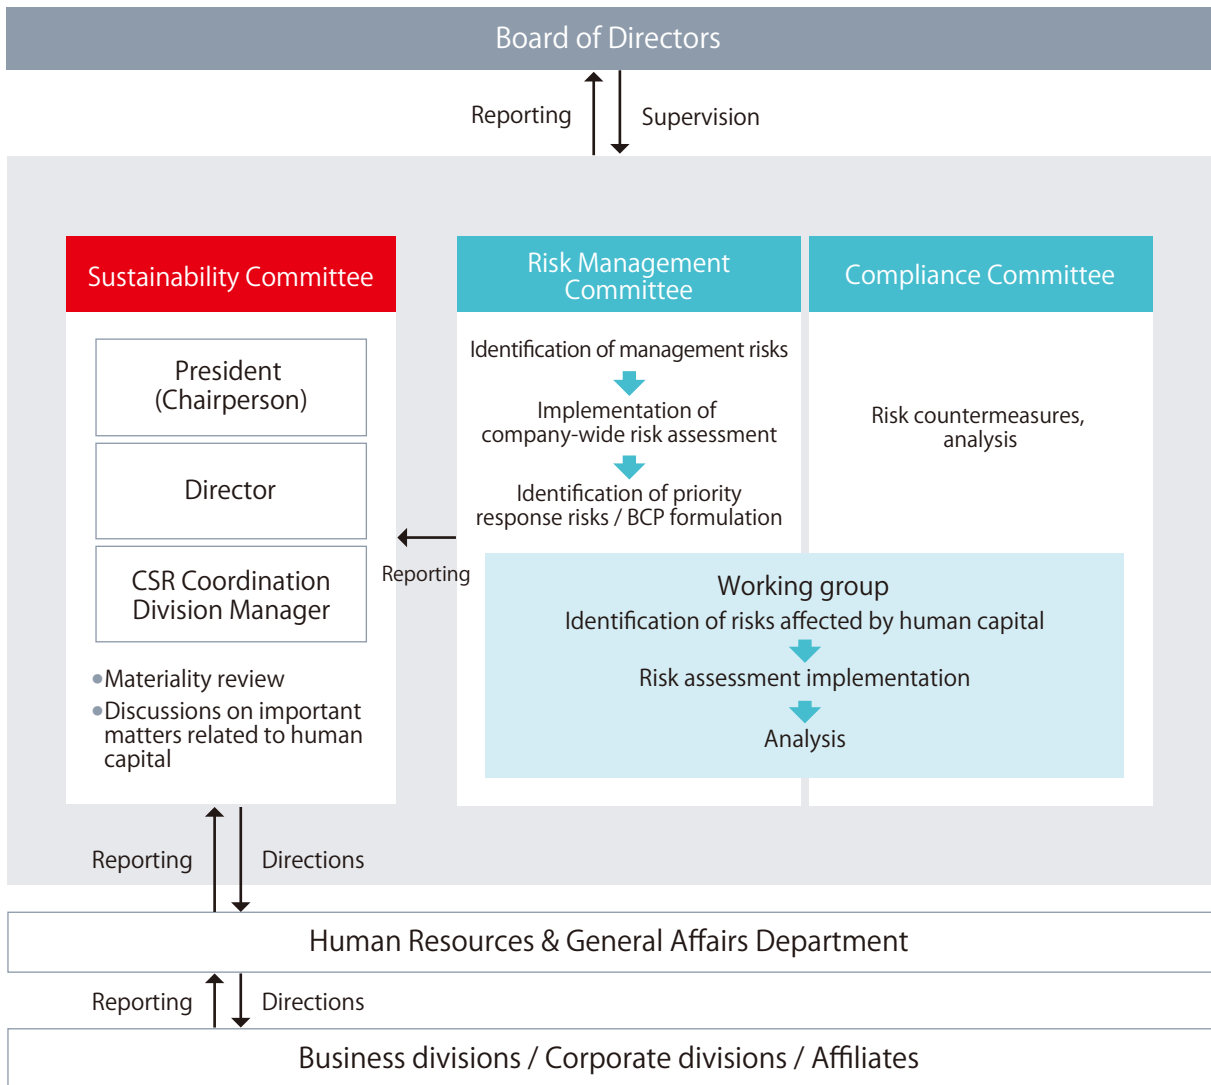 Board of Directors
Reporting
Supervision
Sustainability Committee
President
(Chairperson)
Director
CSR Coordination
Division Manager
•Materiality review
•Discussions on important
matters related to human
capital
Reporting
Risk Management
Committee
Identification of management risks
Implementation of
company-wide risk assessment
Identification of priority
response risks / BCP formulation
Compliance Committee
Risk countermeasures,
analysis
Working group
Identification of risks affected by human capital
Risk assessment implementation
Analysis
Reporting
Directions
Human Resources & General Affairs Department
Reporting
Directions
Business divisions / Corporate divisions / Affiliates